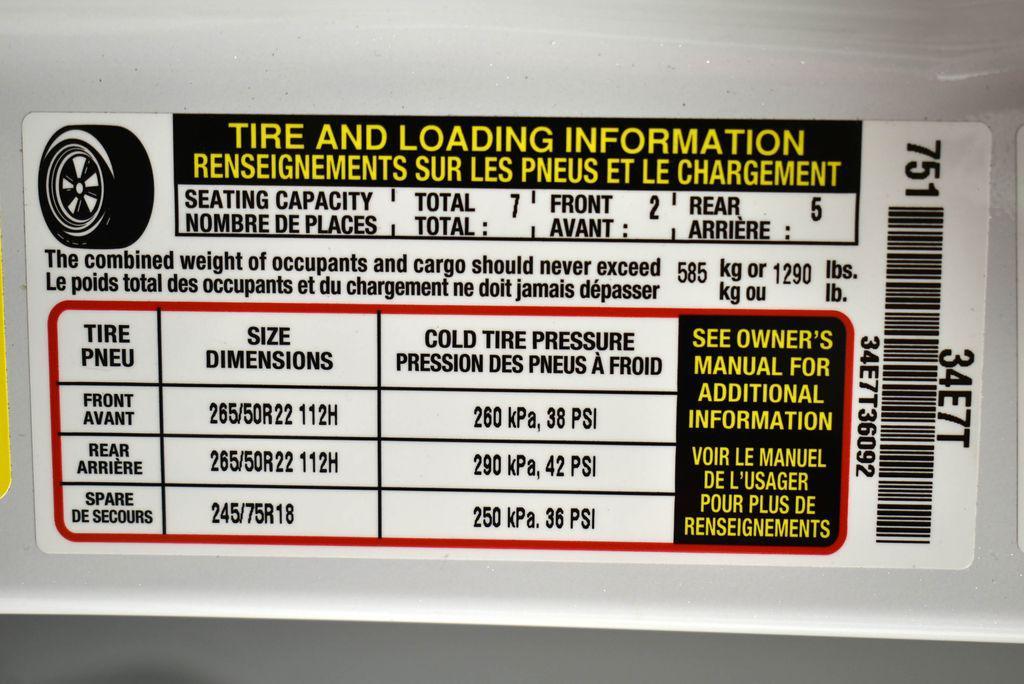 TIRE AND LOADING INFORMATION
RENSEIGNEMENTS SUR LES PNEUS ET LE CHARGEMENT
SEATING CAPACITY TOTAL 7 FRONT 2 REAR 5
NOMBRE DE PLACES TOTAL : AVANT : ARRIÈRE :
The combined weight of occupants and cargo should never exceed 585 kg or 1290 lbs.
Le poids total des occupants et du chargement ne doit jamais dépasser kg ou lb.
TIRE
PNEU
SIZE
DIMENSIONS
COLD TIRE PRESSURE
PRESSION DES PNEUS À FROID
FRONT
AVANT
265/50R22 112H
260 kPa, 38 PSI
REAR
ARRIÈRE
265/50R22 112H
290 kPa, 42 PSI
SPARE
DE SECOURS
245/75R18
250 kPa. 36 PSI
SEE OWNER'S
MANUAL FOR
ADDITIONAL
INFORMATION
VOIR LE MANUEL
DE L'USAGER
POUR PLUS DE
RENSEIGNEMENTS
751
34E7T
34E7T36092